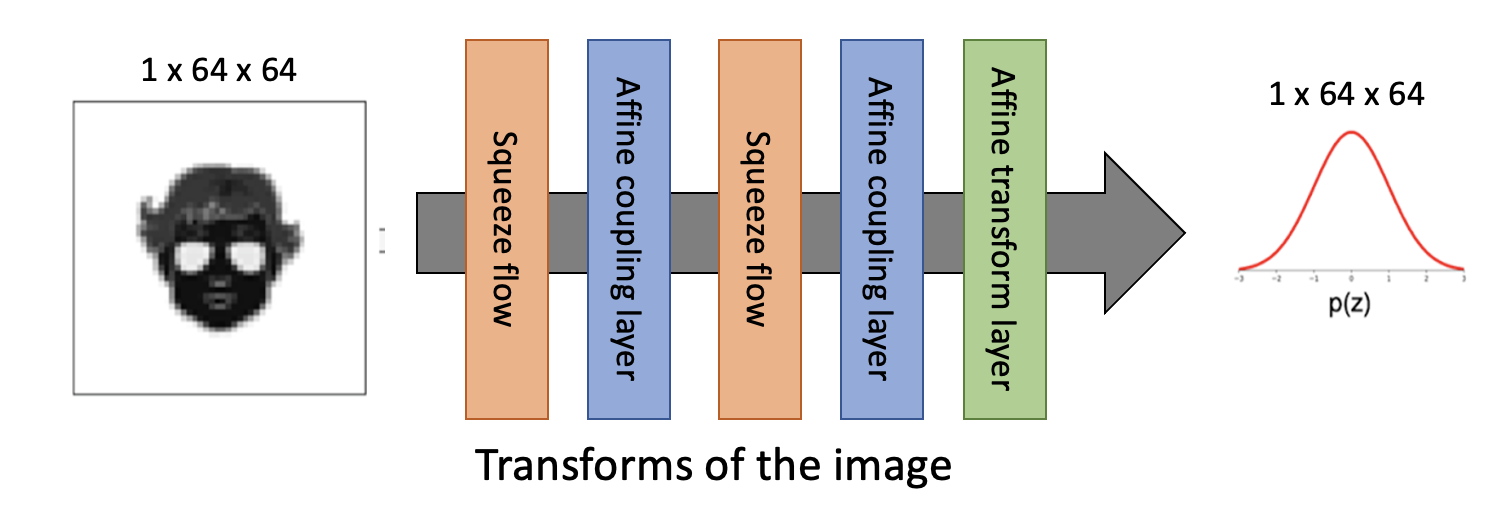 1 x 64 x 64
Squeeze flow
Affine coupling layer
Squeeze flow
Affine coupling layer
Affine transform layer
1 x 64 x 64
-3 -2 -1 0 1 2 3
p(z)
Transforms of the image